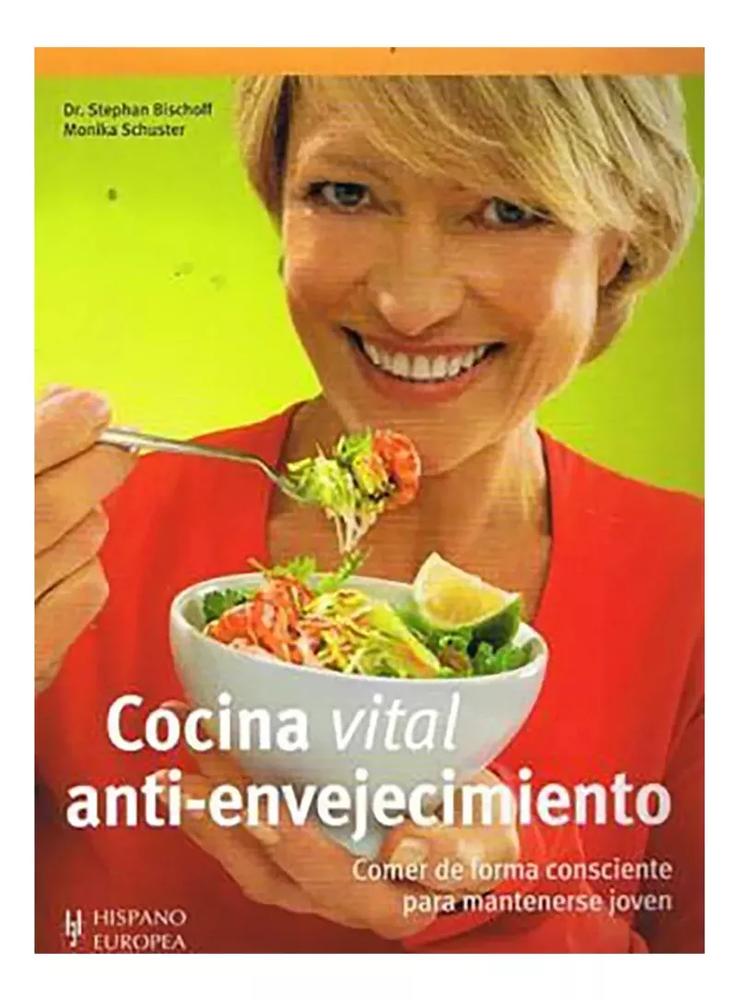 Dr. Stephan Bischoff
Monika Schuster
Cocina vital
anti-envejecimiento
Comer de forma consciente
para mantenerse joven
HISPANO
EUROPEA